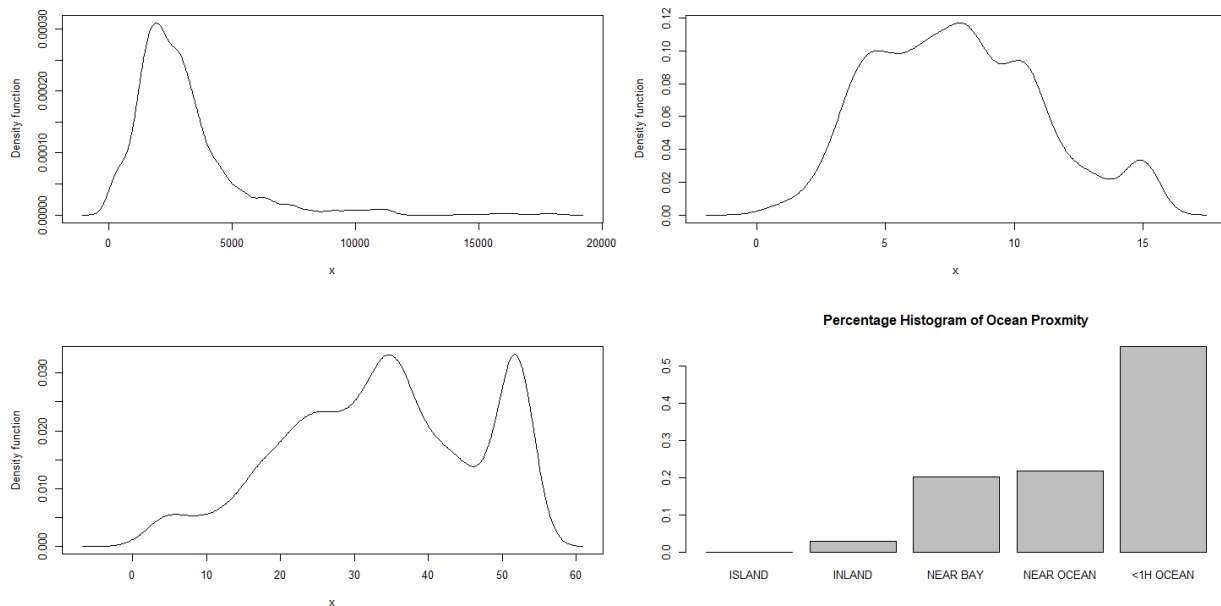 Density function
0.00000 0.00010 0.00020 0.00030
0 5000 10000 15000 20000
x
Density function
0.00 0.02 0.04 0.06 0.08 0.10 0.12
0 5 10 15
x
Density function
0.000 0.010 0.020 0.030
0 10 20 30 40 50 60
x
Percentage Histogram of Ocean Proxmity
0.0 0.1 0.2 0.3 0.4 0.5
ISLAND INLAND NEAR BAY NEAR OCEAN <1H OCEAN